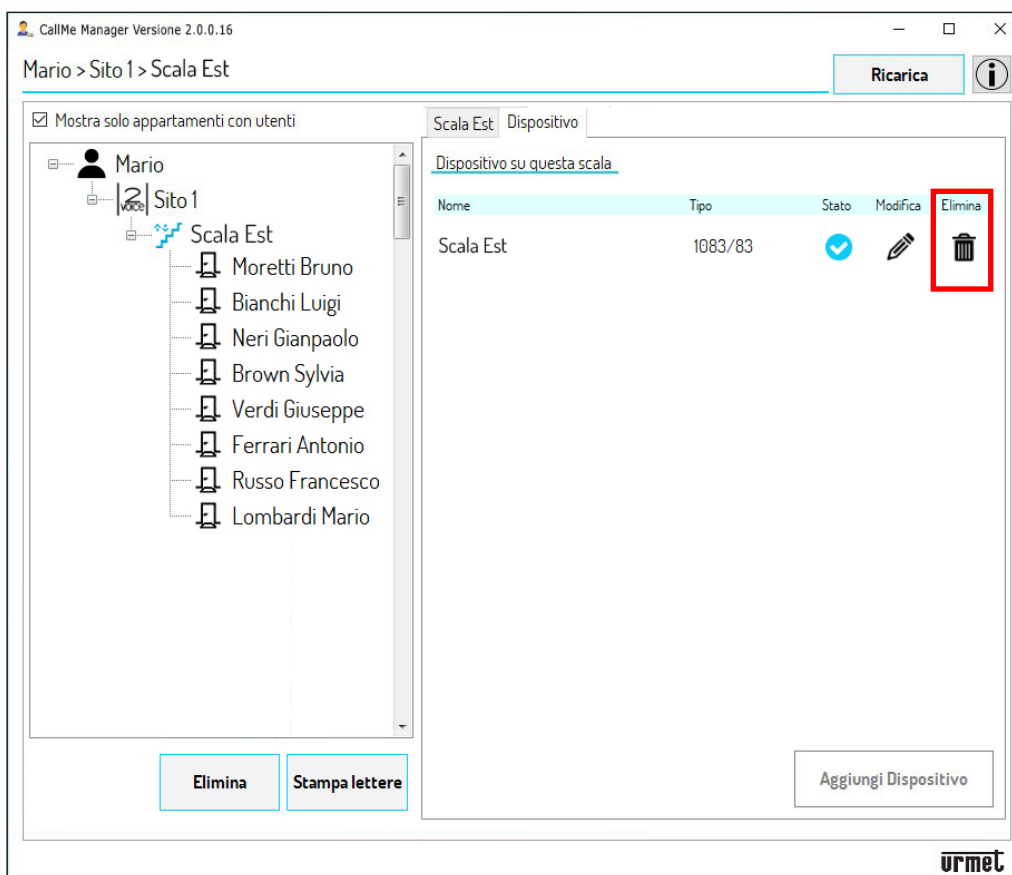 CallMe Manager Versione 2.0.0.16
Mario > Sito 1 > Scala Est
Ricarica
i
Mostra solo appartamenti con utenti
Mario
2 voice Sito 1
Scala Est
Moretti Bruno
Bianchi Luigi
Neri Gianpaolo
Brown Sylvia
Verdi Giuseppe
Ferrari Antonio
Russo Francesco
Lombardi Mario
Elimina Stampa lettere
Scala Est Dispositivo
Dispositivo su questa scala
Nome Tipo Stato Modifica Elimina
Scala Est 1083/83
Aggiungi Dispositivo
urmet